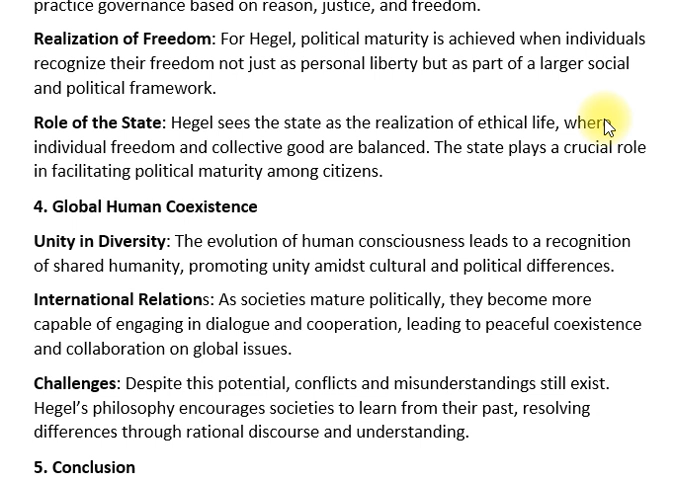 practice governance based on reason, justice, and freedom.
Realization of Freedom: For Hegel, political maturity is achieved when individuals
recognize their freedom not just as personal liberty but as part of a larger social
and political framework.
Role of the State: Hegel sees the state as the realization of ethical life, where
individual freedom and collective good are balanced. The state plays a crucial role
in facilitating political maturity among citizens.
4. Global Human Coexistence
Unity in Diversity: The evolution of human consciousness leads to a recognition
of shared humanity, promoting unity amidst cultural and political differences.
International Relations: As societies mature politically, they become more
capable of engaging in dialogue and cooperation, leading to peaceful coexistence
and collaboration on global issues.
Challenges: Despite this potential, conflicts and misunderstandings still exist.
Hegel’s philosophy encourages societies to learn from their past, resolving
differences through rational discourse and understanding.
5. Conclusion